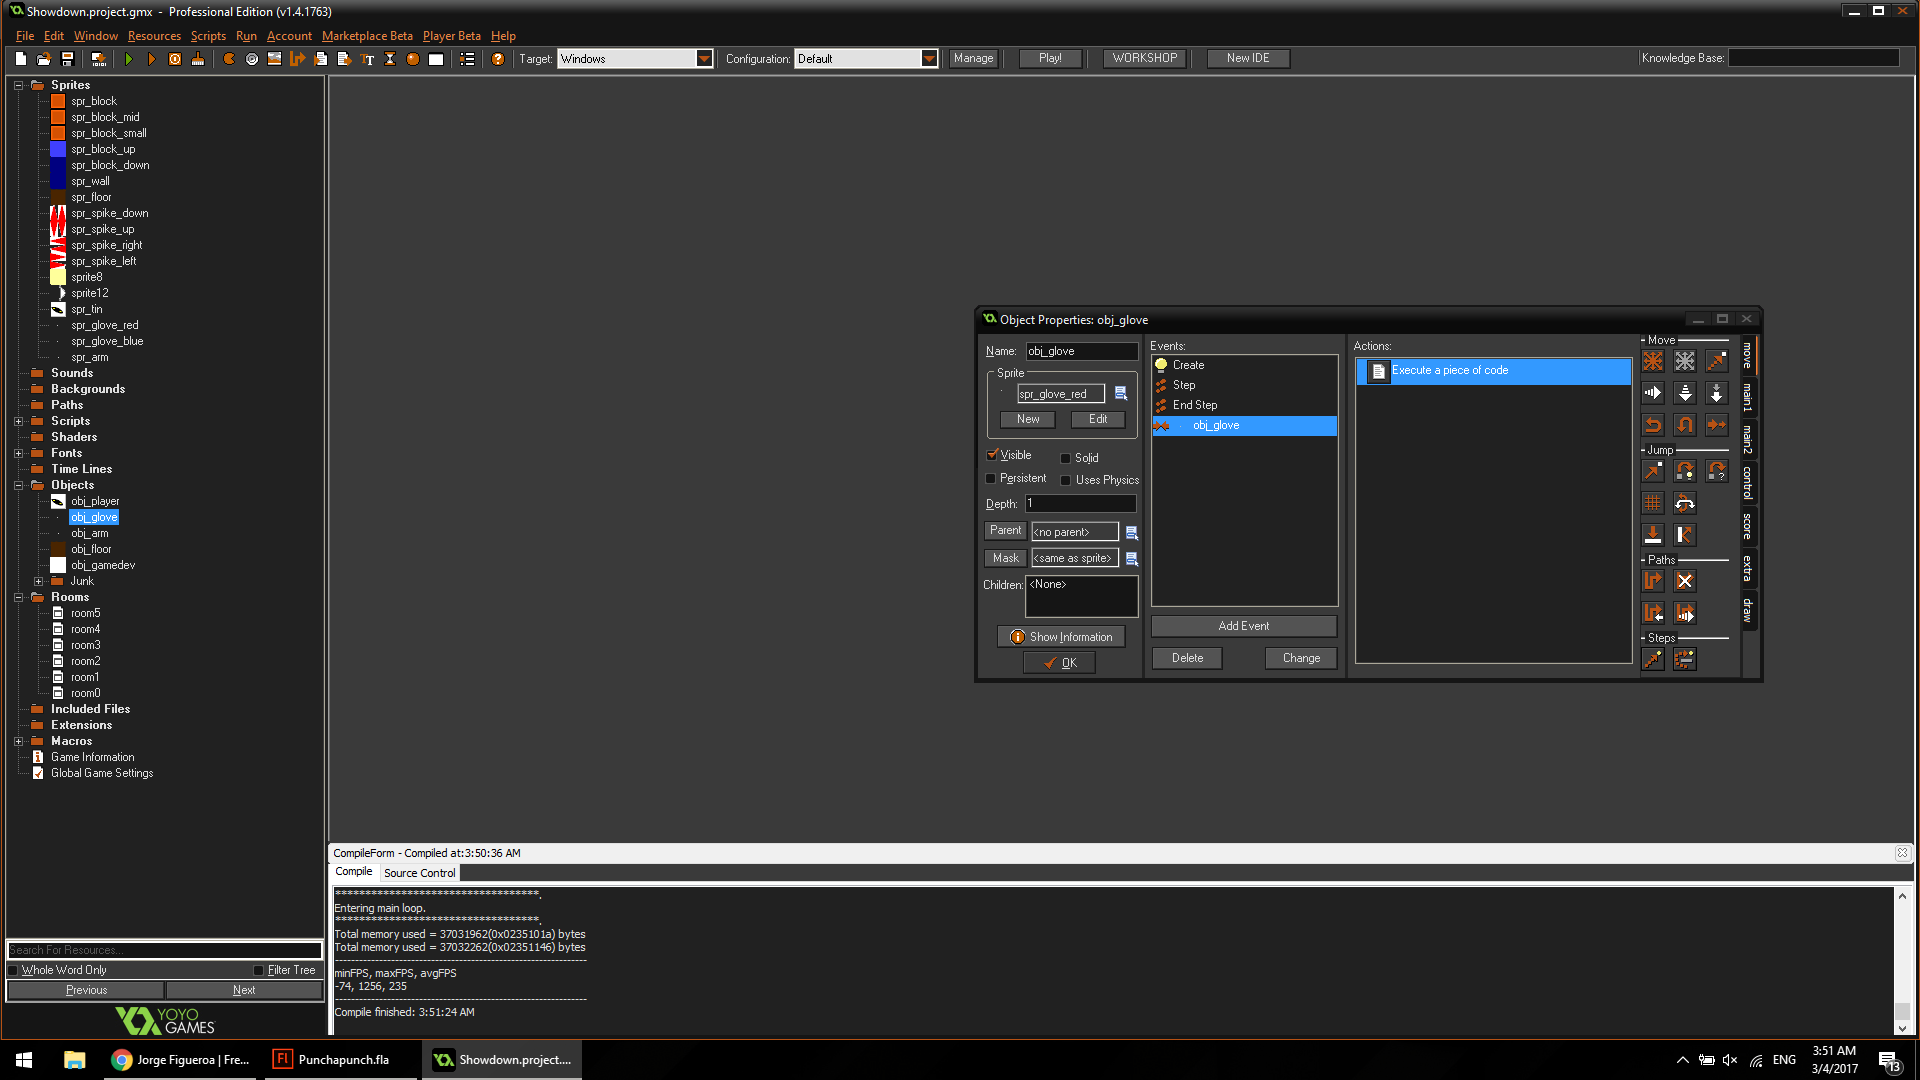 Showdown.project.gmx - Professional Edition (v1.4.1763)
File Edit Window Resources Scripts Run Account Marketplace Beta Player Beta Help
Target: Windows Configuration: Default Manage Play! WORKSHOP New IDE Knowledge Base:
Sprites
spr_block
spr_block_mid
spr_block_small
spr_block_up
spr_block_down
spr_wall
spr_floor
spr_spike_down
spr_spike_up
spr_spike_right
spr_spike_left
sprite8
sprite12
spr_tin
spr_glove_red
spr_glove_blue
spr_arm
Sounds
Backgrounds
Paths
Scripts
Shaders
Fonts
Time Lines
Objects
obj_player
obj_glove
obj_arm
obj_floor
obj_gamedev
Junk
Rooms
room5
room4
room3
room2
room1
room0
Included Files
Extensions
Macros
Game Information
Global Game Settings
Search For Resources...
Whole Word Only Filter Tree
Previous Next
YOYO
GAMES
Object Properties: obj_glove
Name: obj_glove
Sprite
spr_glove_red
New Edit
Visible Solid
Persistent Uses Physics
Depth: 1
Parent <no parent>
Mask <same as sprite>
Children: <None>
Show Information
OK
Events:
Create
Step
End Step
obj_glove
Add Event
Delete Change
Actions:
Execute a piece of code
Move
Jump
Paths
Steps
move
main1
main2
control
score
extra
draw
CompileForm - Compiled at:3:50:36 AM
Compile Source Control
***********************************.
Entering main loop.
***********************************.
Total memory used = 37031962(0x0235101a) bytes
Total memory used = 37032262(0x02351146) bytes
minFPS, maxFPS, avgFPS
-74, 1256, 235
Compile finished: 3:51:24 AM
Jorge Figueroa | Fre... Punchapunch.fla Showdown.project....
ENG
3:51 AM
3/4/2017
13